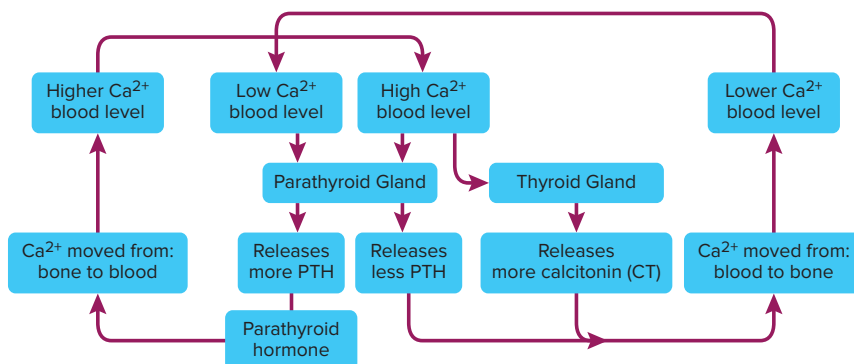 Higher Ca²⁺
blood level
Low Ca²⁺
blood level
High Ca²⁺
blood level
Lower Ca²⁺
blood level
Parathyroid Gland
Thyroid Gland
Ca²⁺ moved from:
bone to blood
Releases
more PTH
Releases
less PTH
Releases
more calcitonin (CT)
Ca²⁺ moved from:
blood to bone
Parathyroid
hormone